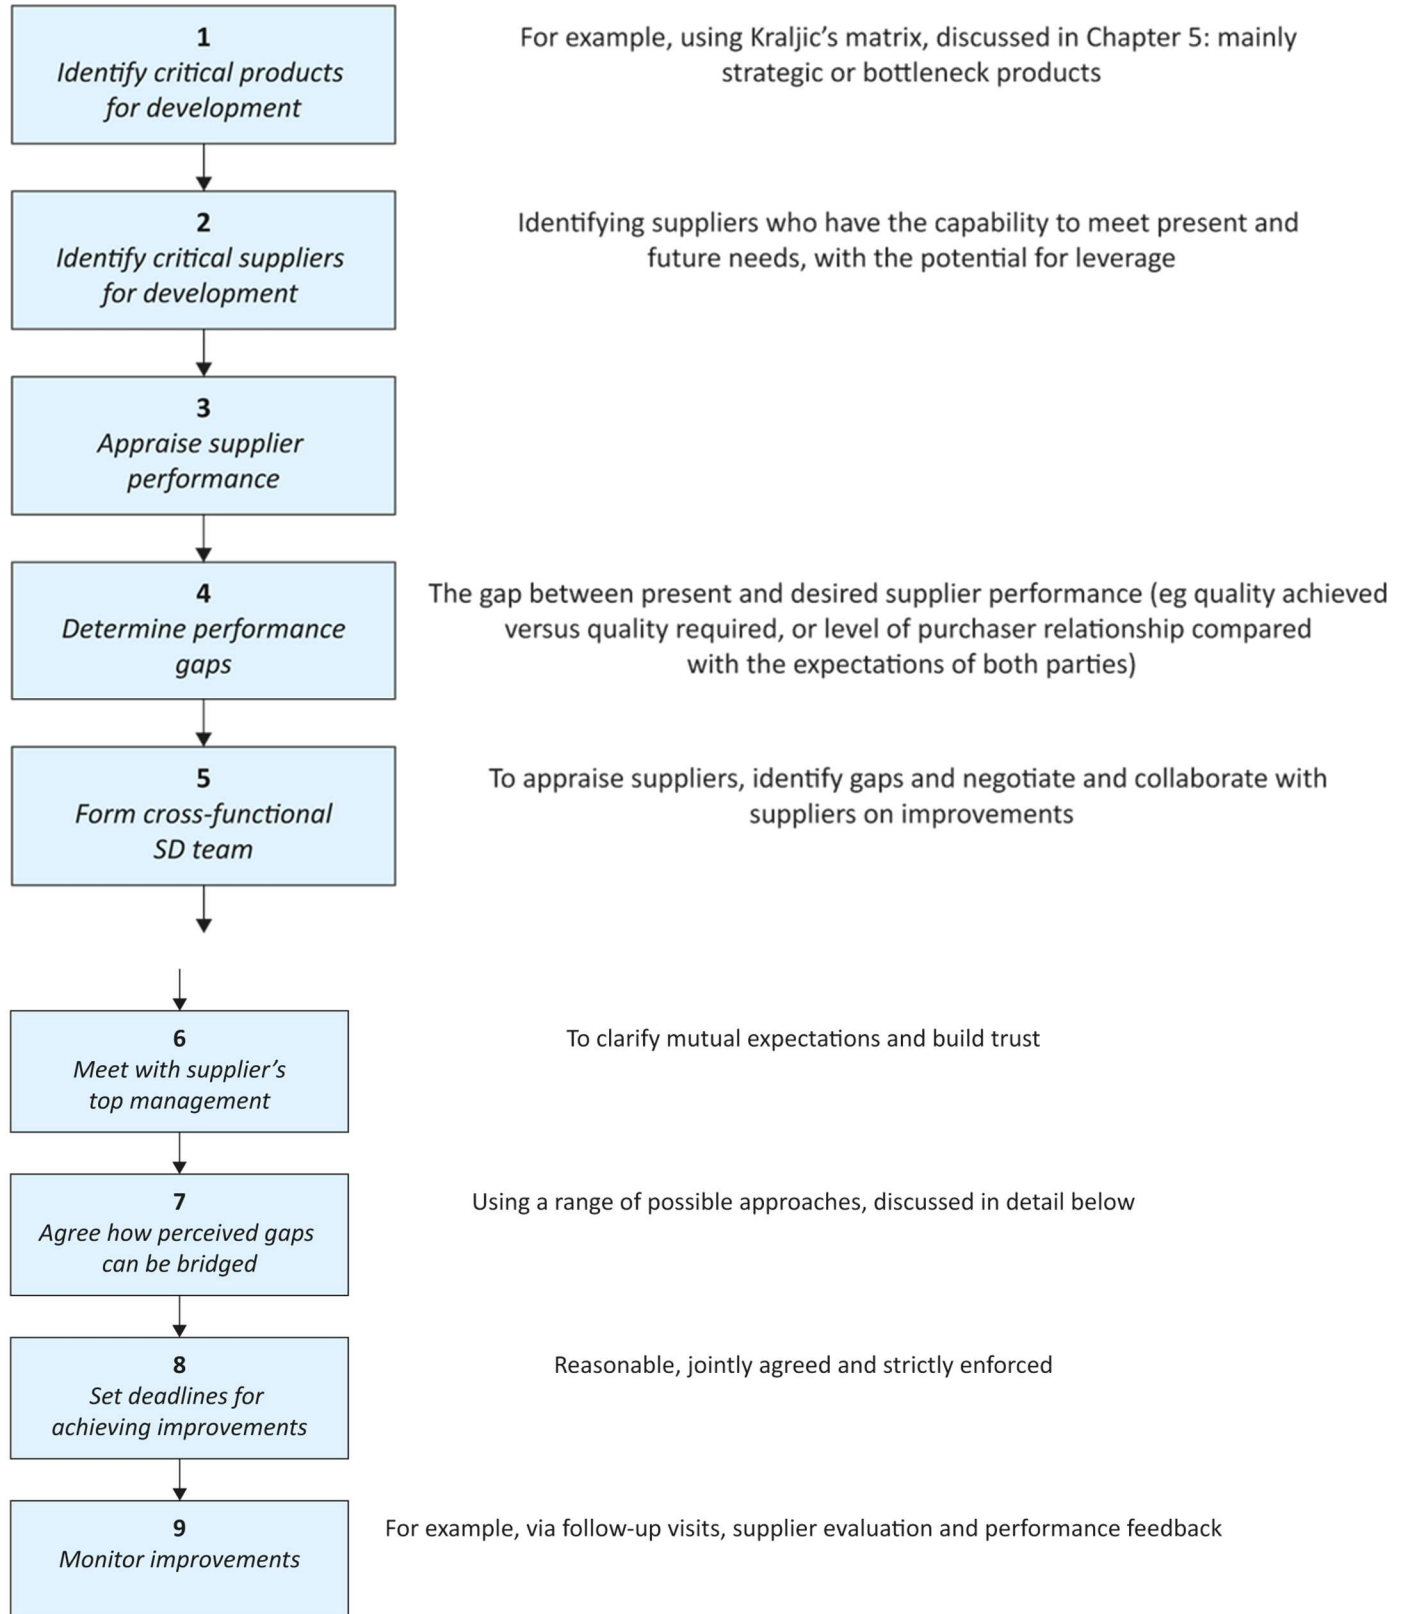 1
Identify critical products
for development
For example, using Kraljic’s matrix, discussed in Chapter 5: mainly
strategic or bottleneck products
2
Identify critical suppliers
for development
Identifying suppliers who have the capability to meet present and
future needs, with the potential for leverage
3
Appraise supplier
performance
4
Determine performance
gaps
The gap between present and desired supplier performance (eg quality achieved
versus quality required, or level of purchaser relationship compared
with the expectations of both parties)
5
Form cross-functional
SD team
To appraise suppliers, identify gaps and negotiate and collaborate with
suppliers on improvements
6
Meet with supplier’s
top management
To clarify mutual expectations and build trust
7
Agree how perceived gaps
can be bridged
Using a range of possible approaches, discussed in detail below
8
Set deadlines for
achieving improvements
Reasonable, jointly agreed and strictly enforced
9
Monitor improvements
For example, via follow-up visits, supplier evaluation and performance feedback